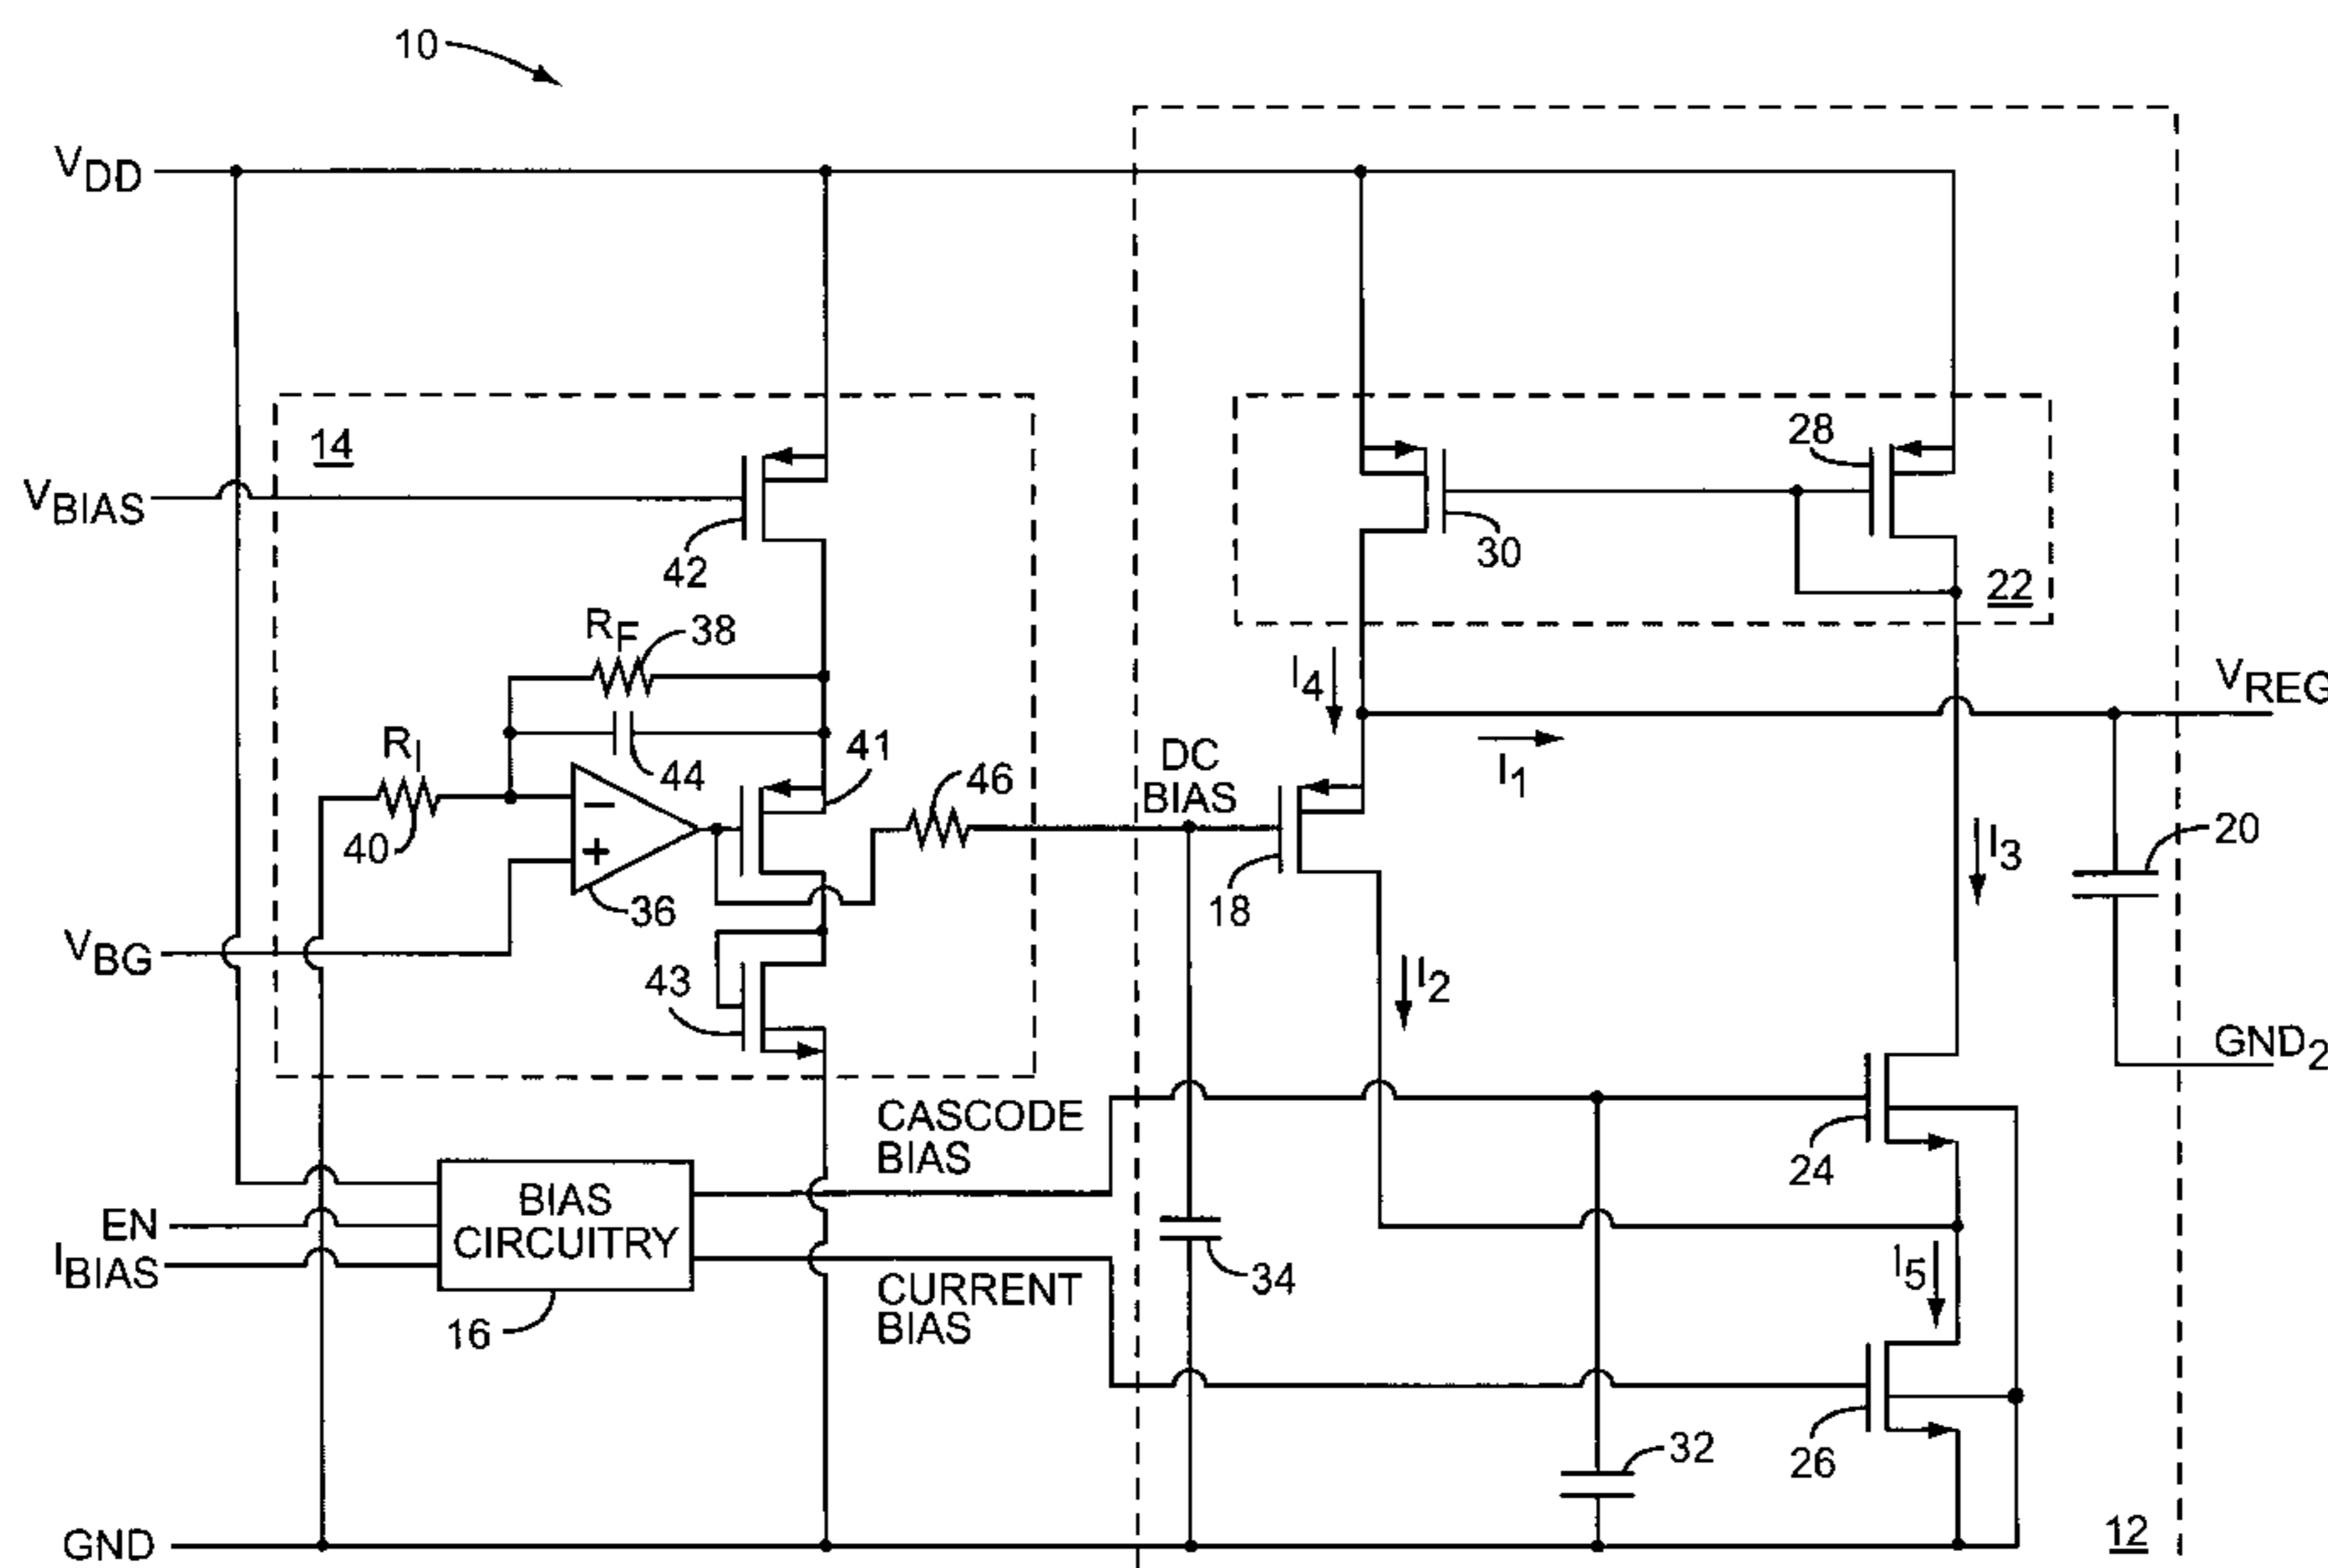 10
VDD
14
VBIAS
42
28
30
22
RF
38
I4
VREG
RI
44
41
DC
BIAS
46
I1
40
36
18
I3
20
VBG
43
I2
GND2
CASCODE
BIAS
24
BIAS
CIRCUITRY
EN
IBIAS
CURRENT
BIAS
16
34
I5
32
26
GND
12